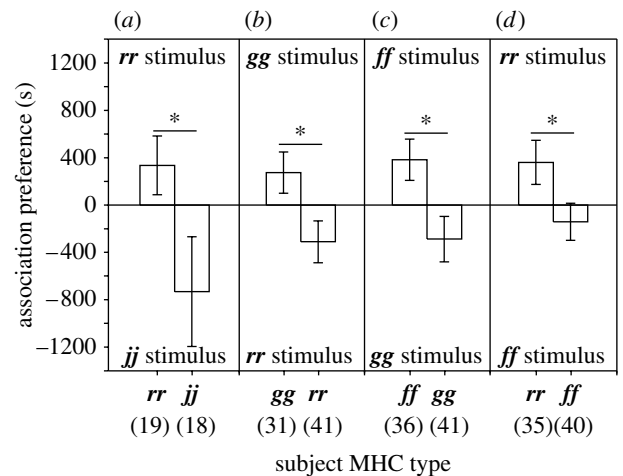 (a) (b) (c) (d)
rr stimulus gg stimulus ff stimulus rr stimulus
1200
800
* * * *
400
0
−400
−800
−1200
association preference (s)
jj stimulus rr stimulus gg stimulus ff stimulus
rr jj gg rr ff gg rr ff
(19) (18) (31) (41) (36) (41) (35)(40)
subject MHC type